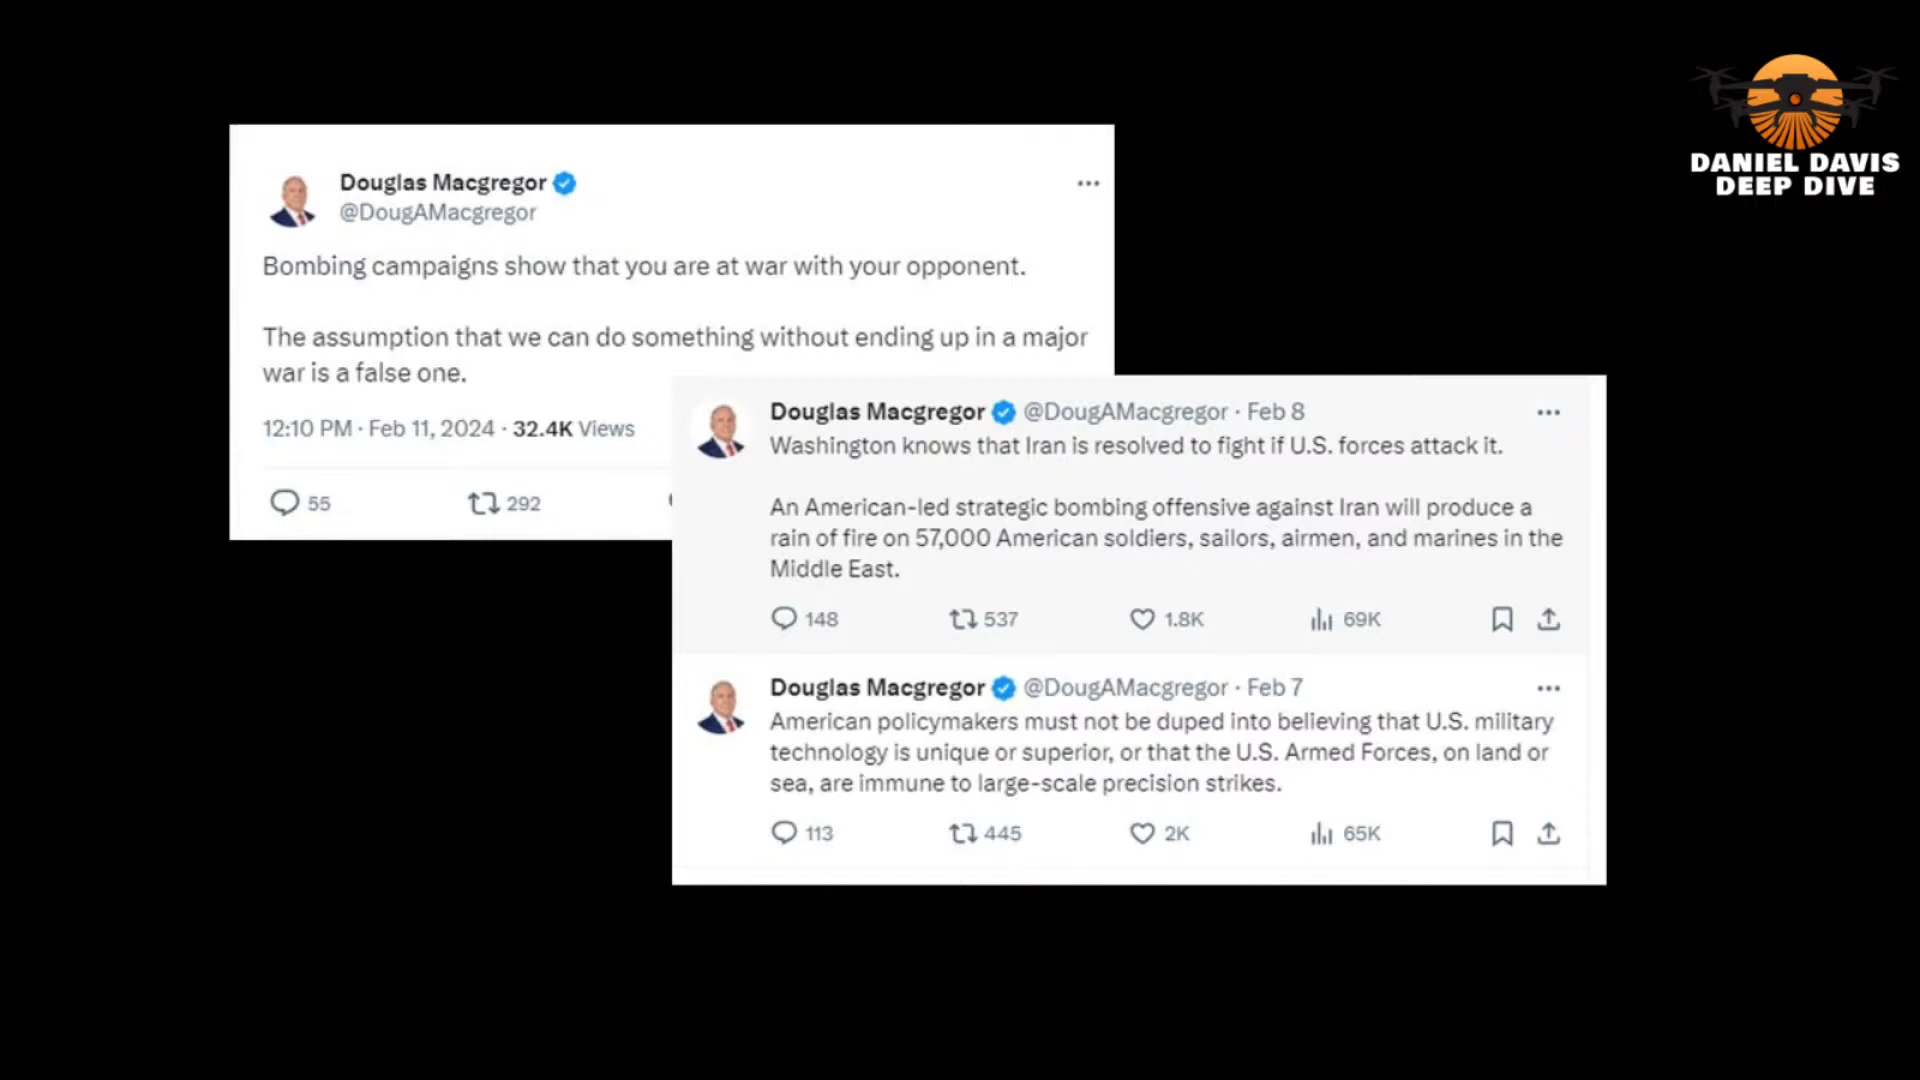 DANIEL DAVIS
DEEP DIVE
Douglas Macgregor
@DougAMacgregor
Bombing campaigns show that you are at war with your opponent.
The assumption that we can do something without ending up in a major
war is a false one.
12:10 PM · Feb 11, 2024 · 32.4K Views
55 292
Douglas Macgregor @DougAMacgregor · Feb 8
Washington knows that Iran is resolved to fight if U.S. forces attack it.
An American-led strategic bombing offensive against Iran will produce a
rain of fire on 57,000 American soldiers, sailors, airmen, and marines in the
Middle East.
148 537 1.8K 69K
Douglas Macgregor @DougAMacgregor · Feb 7
American policymakers must not be duped into believing that U.S. military
technology is unique or superior, or that the U.S. Armed Forces, on land or
sea, are immune to large-scale precision strikes.
113 445 2K 65K